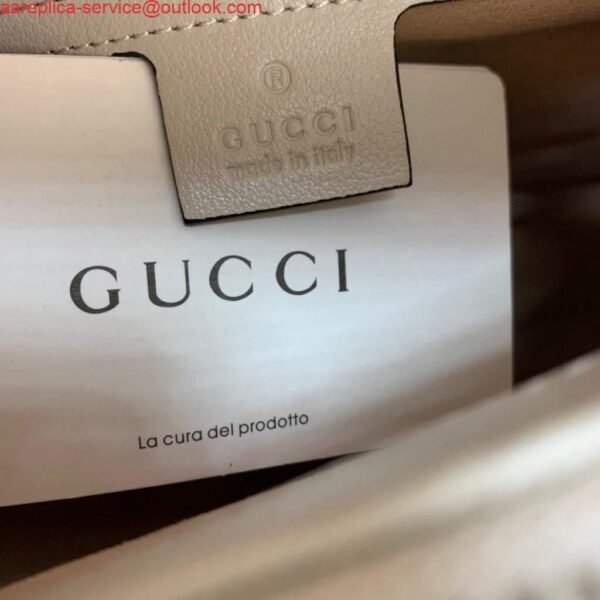 aareplica-service@outlook.com
®
GUCCI
made in italy
GUCCI
La cura del prodotto